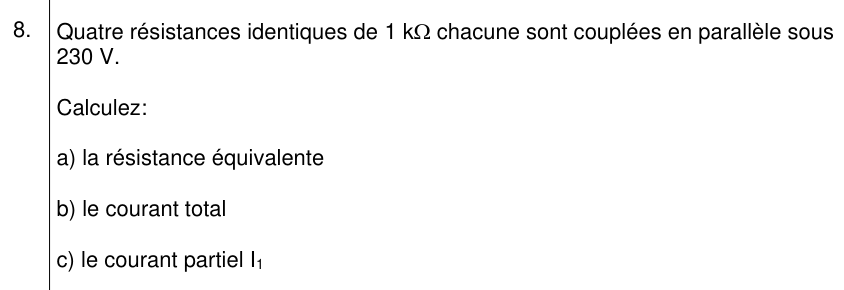 8. Quatre résistances identiques de 1 kΩ chacune sont couplées en parallèle sous
230 V.
Calculez:
a) la résistance équivalente
b) le courant total
c) le courant partiel I₁